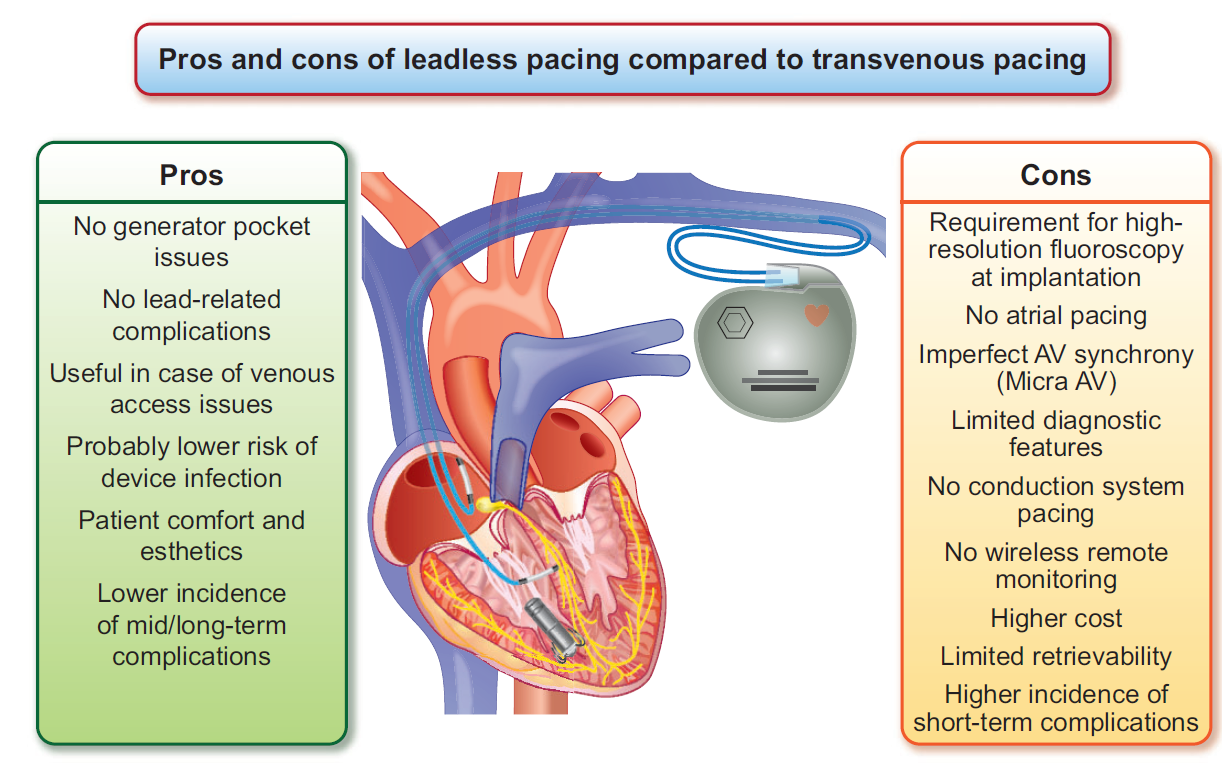 Pros and cons of leadless pacing compared to transvenous pacing
Pros
No generator pocket
issues
No lead-related
complications
Useful in case of venous
access issues
Probably lower risk of
device infection
Patient comfort and
esthetics
Lower incidence
of mid/long-term
complications
Cons
Requirement for high-
resolution fluoroscopy
at implantation
No atrial pacing
Imperfect AV synchrony
(Micra AV)
Limited diagnostic
features
No conduction system
pacing
No wireless remote
monitoring
Higher cost
Limited retrievability
Higher incidence of
short-term complications